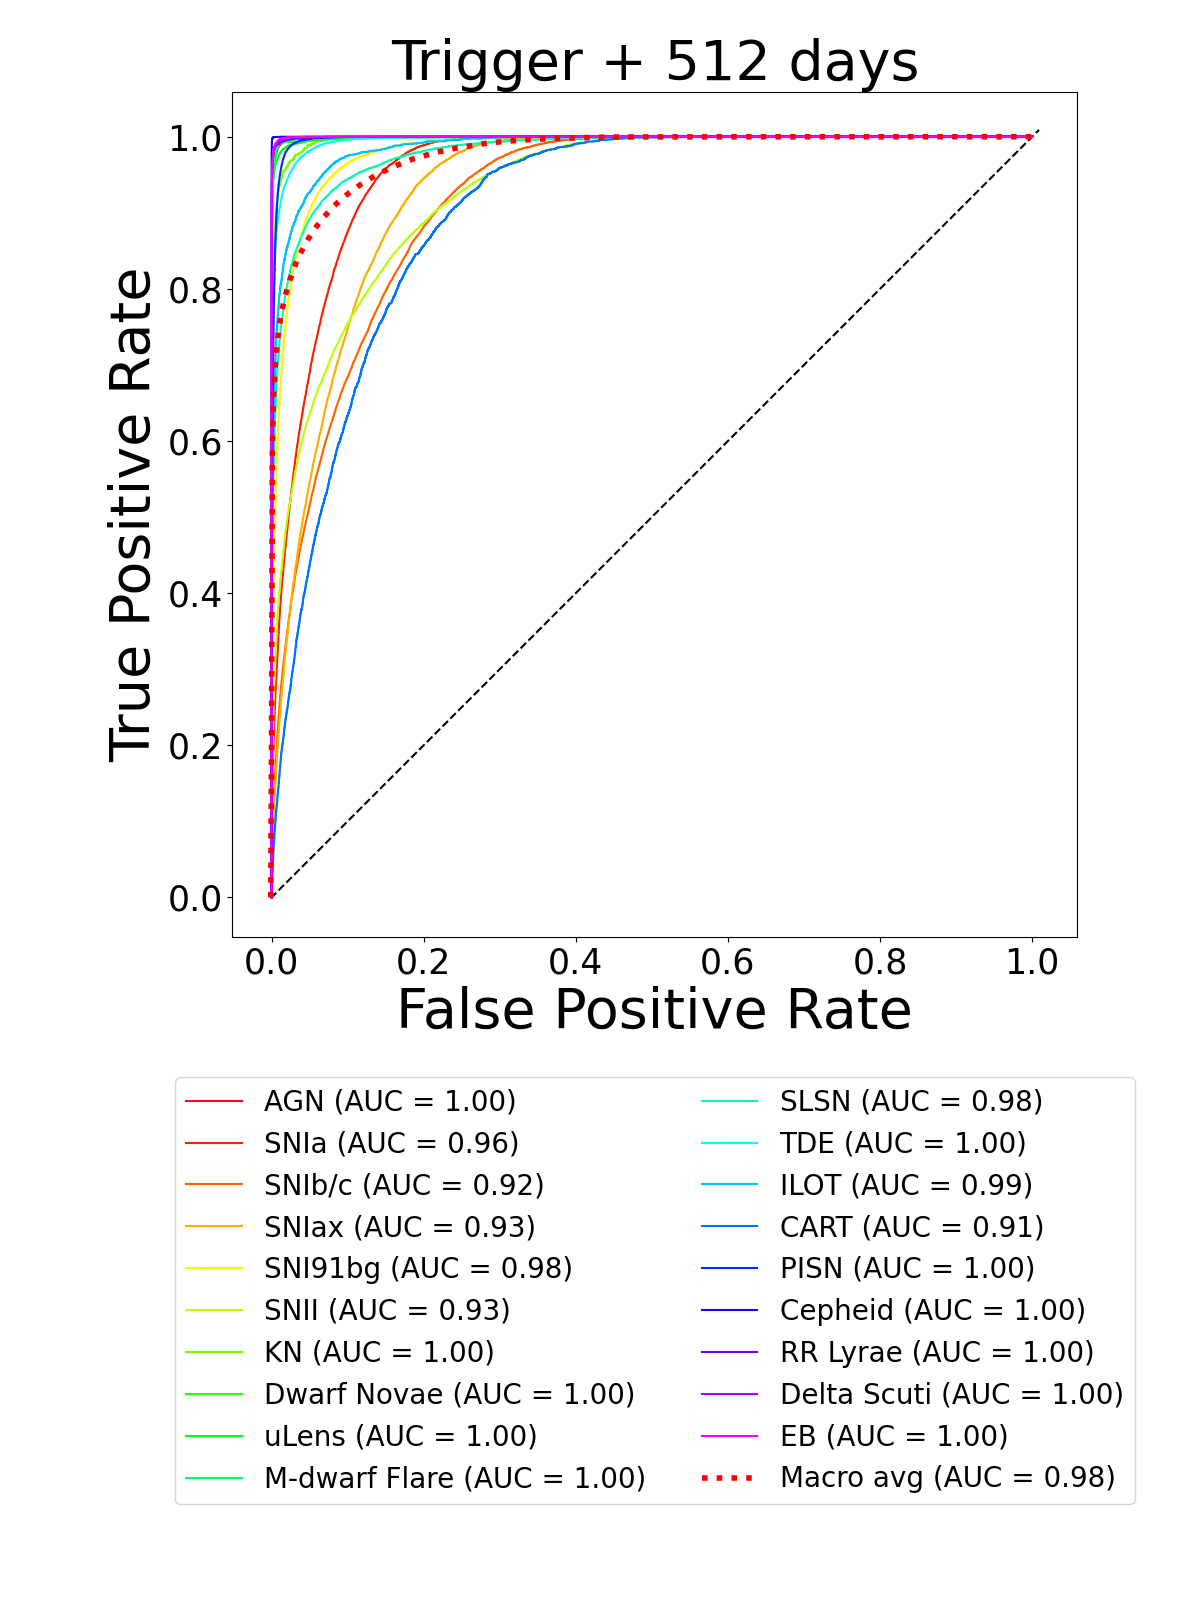 Trigger + 512 days
1.0
0.8
0.6
0.4
0.2
0.0
True Positive Rate
0.0 0.2 0.4 0.6 0.8 1.0
False Positive Rate
AGN (AUC = 1.00)
SNIa (AUC = 0.96)
SNIb/c (AUC = 0.92)
SNIax (AUC = 0.93)
SNI91bg (AUC = 0.98)
SNII (AUC = 0.93)
KN (AUC = 1.00)
Dwarf Novae (AUC = 1.00)
uLens (AUC = 1.00)
M-dwarf Flare (AUC = 1.00)
SLSN (AUC = 0.98)
TDE (AUC = 1.00)
ILOT (AUC = 0.99)
CART (AUC = 0.91)
PISN (AUC = 1.00)
Cepheid (AUC = 1.00)
RR Lyrae (AUC = 1.00)
Delta Scuti (AUC = 1.00)
EB (AUC = 1.00)
Macro avg (AUC = 0.98)